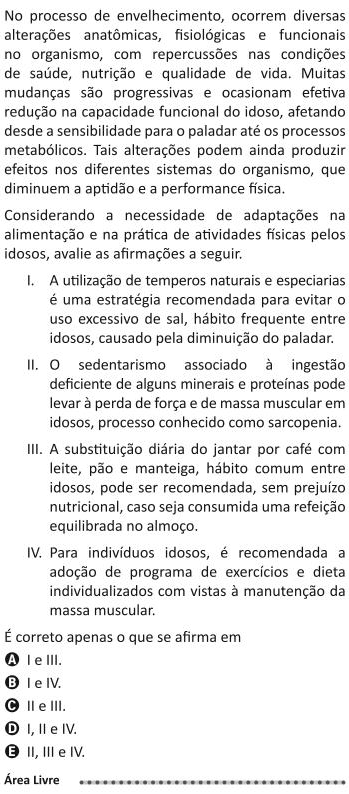 No processo de envelhecimento, ocorrem diversas
alterações anatômicas, fisiológicas e funcionais
no organismo, com repercussões nas condições
de saúde, nutrição e qualidade de vida. Muitas
mudanças são progressivas e ocasionam efetiva
redução na capacidade funcional do idoso, afetando
desde a sensibilidade para o paladar até os processos
metabólicos. Tais alterações podem ainda produzir
efeitos nos diferentes sistemas do organismo, que
diminuem a aptidão e a performance física.
Considerando a necessidade de adaptações na
alimentação e na prática de atividades físicas pelos
idosos, avalie as afirmações a seguir.
I. A utilização de temperos naturais e especiarias
é uma estratégia recomendada para evitar o
uso excessivo de sal, hábito frequente entre
idosos, causado pela diminuição do paladar.
II. O sedentarismo associado à ingestão
deficiente de alguns minerais e proteínas pode
levar à perda de força e de massa muscular em
idosos, processo conhecido como sarcopenia.
III. A substituição diária do jantar por café com
leite, pão e manteiga, hábito comum entre
idosos, pode ser recomendada, sem prejuízo
nutricional, caso seja consumida uma refeição
equilibrada no almoço.
IV. Para indivíduos idosos, é recomendada a
adoção de programa de exercícios e dieta
individualizados com vistas à manutenção da
massa muscular.
É correto apenas o que se afirma em
A I e III.
B I e IV.
C II e III.
D I, II e IV.
E II, III e IV.
Área Livre